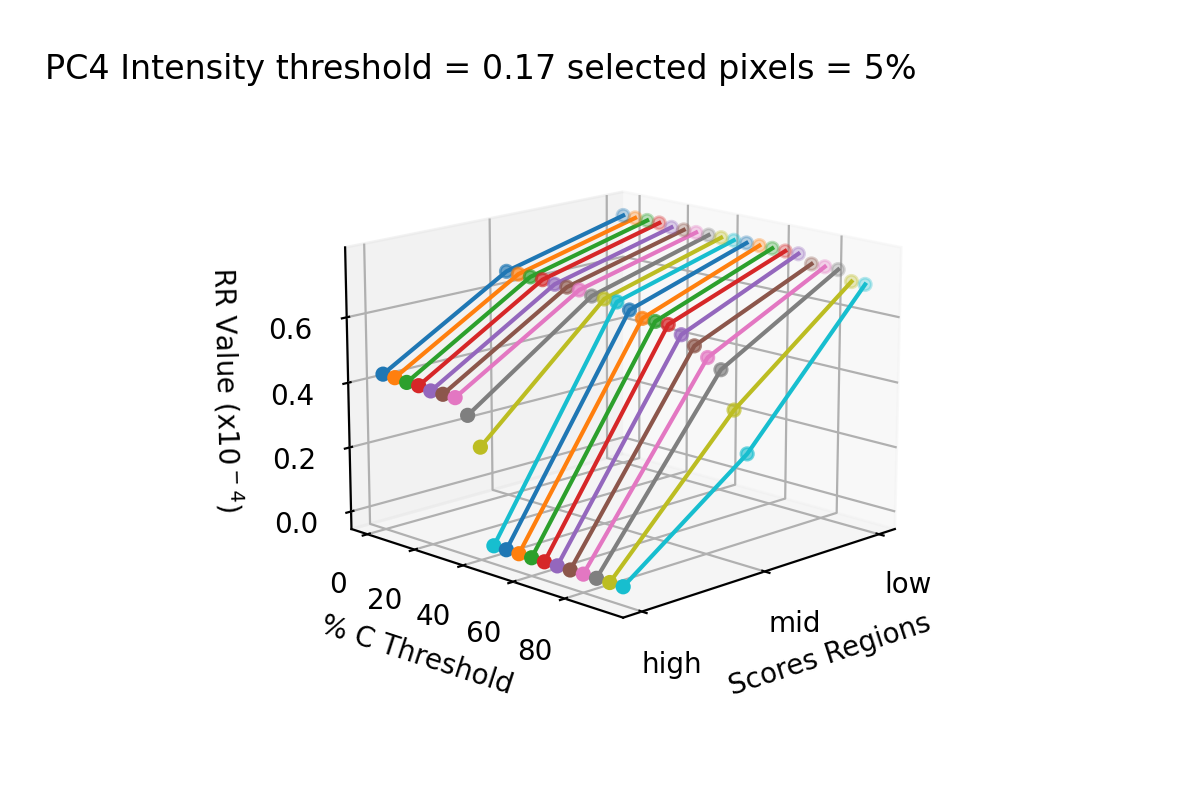 PC4 Intensity threshold = 0.17 selected pixels = 5%
RR Value (x10⁻⁴)
0.6
0.4
0.2
0.0
0
20
40
60
80
% C Threshold
high
mid
low
Scores Regions